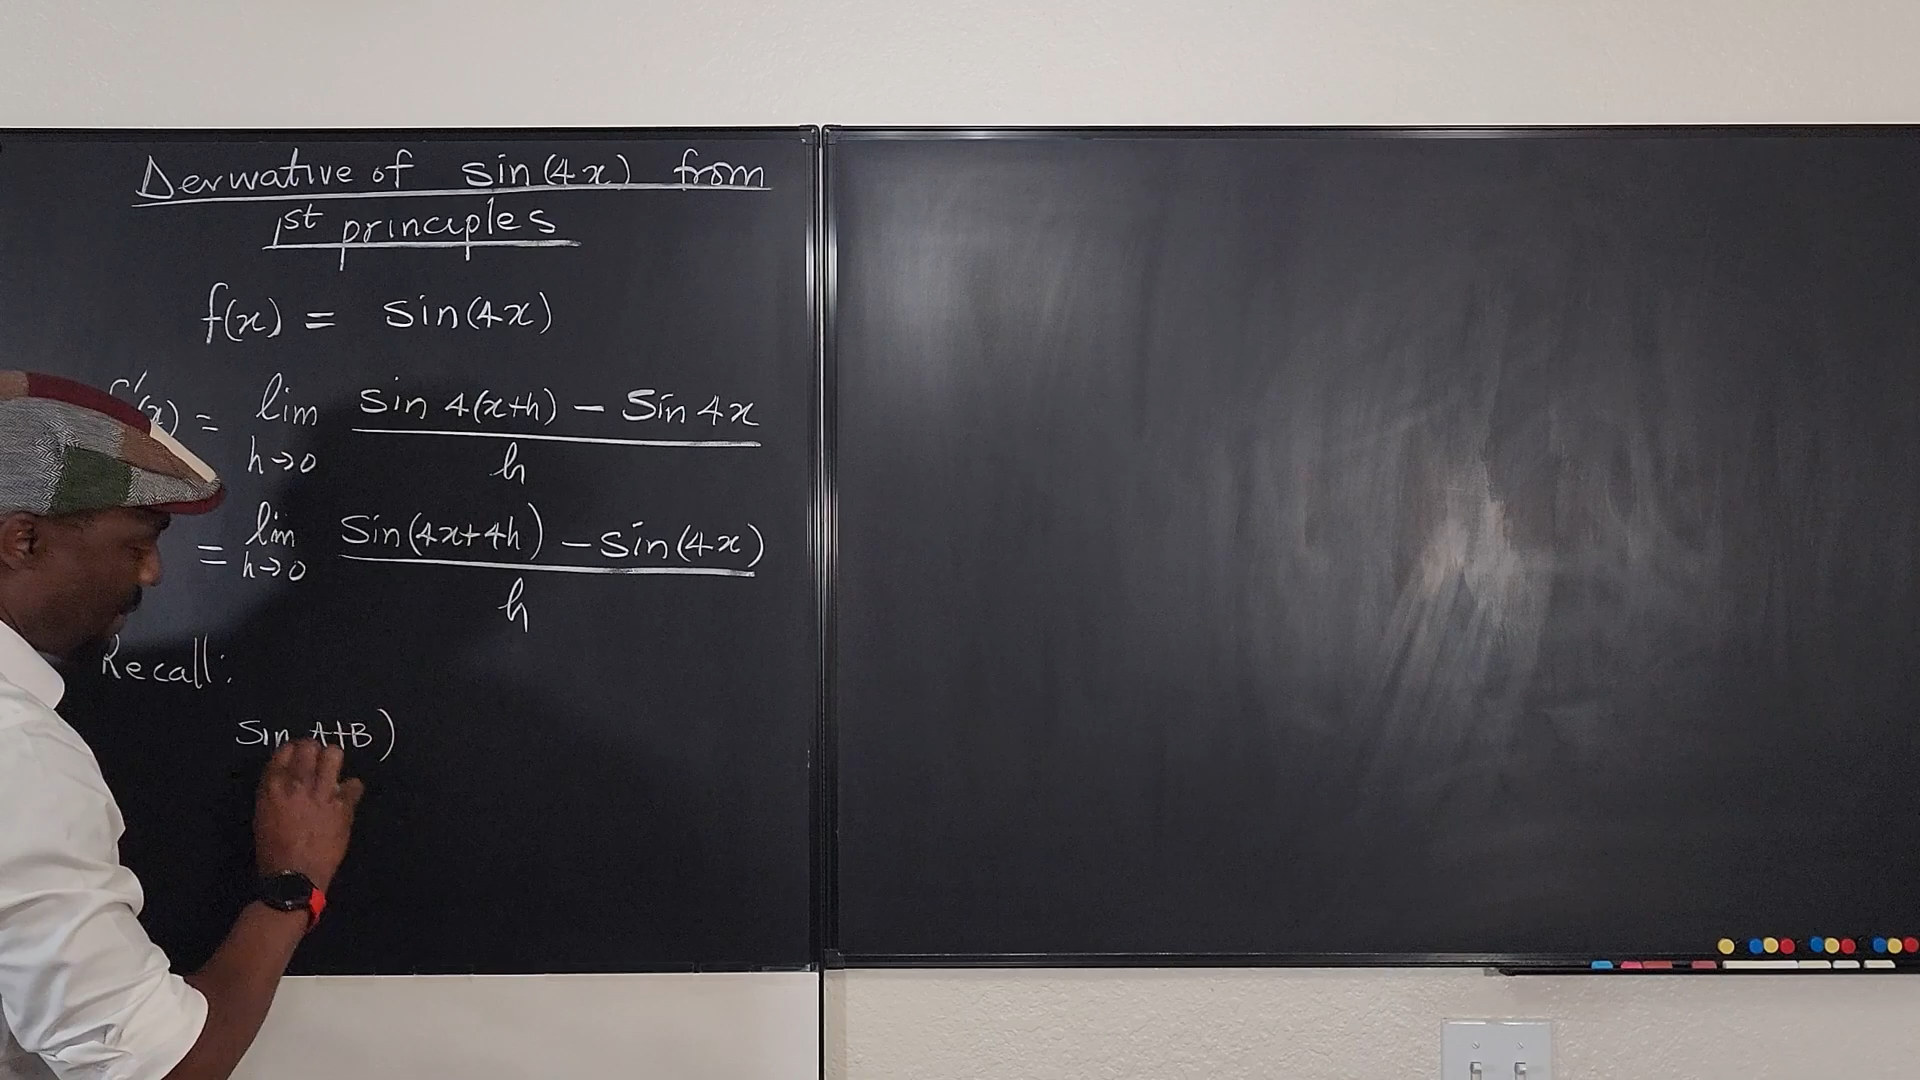 Derivative of sin(4x) from
1st principles
f(x) = sin(4x)
f'(x) = lim h→0 sin 4(x+h) − Sin 4x / h
= lim h→0 Sin(4x+4h) − Sin(4x) / h
Recall:
Sin A+B)